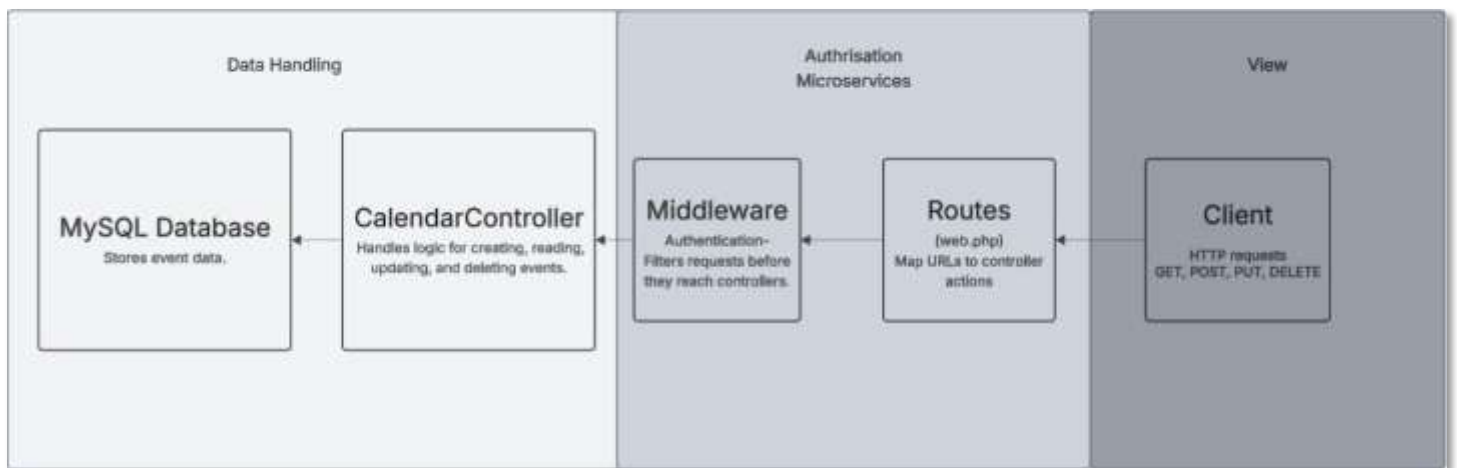 Data Handling
Authrisation
Microservices
View
MySQL Database
Stores event data.
CalendarController
Handles logic for creating, reading,
updating, and deleting events.
Middleware
Authentication-
Filters requests before
they reach controllers.
Routes
(web.php)
Map URLs to controller
actions
Client
HTTP requests
GET, POST, PUT, DELETE